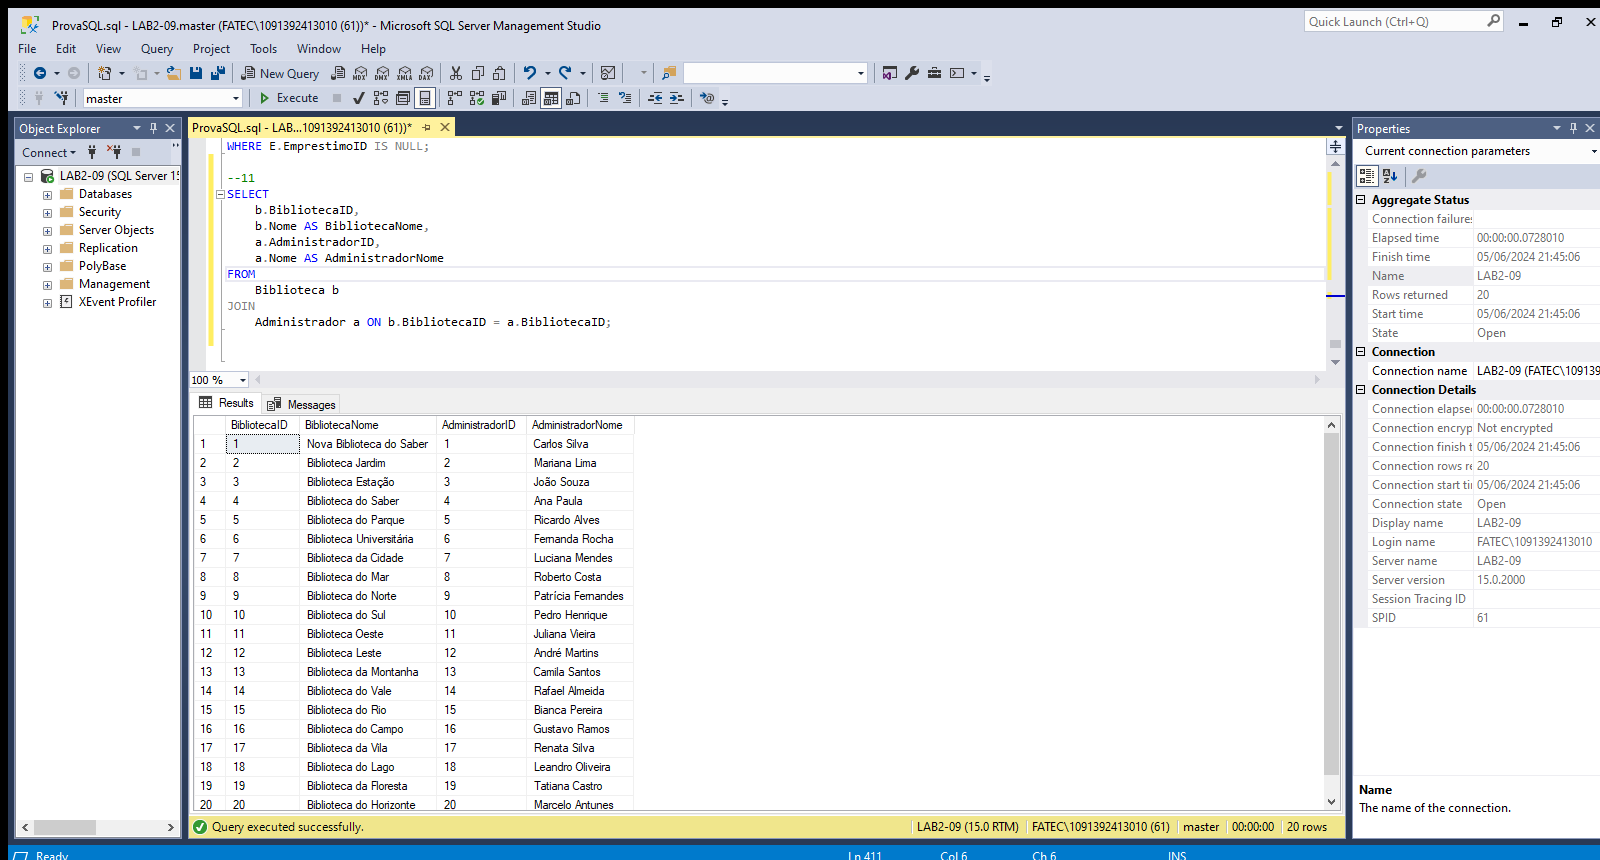 ProvaSQL.sql - LAB2-09.master (FATEC\1091392413010 (61))* - Microsoft SQL Server Management Studio
Quick Launch (Ctrl+Q)
File Edit View Query Project Tools Window Help
New Query MDX DMX XMLA DAX
master Execute
Object Explorer
Connect
LAB2-09 (SQL Server 15
Databases
Security
Server Objects
Replication
PolyBase
Management
XEvent Profiler
ProvaSQL.sql - LAB...1091392413010 (61))*
WHERE E.EmprestimoID IS NULL;
--11
SELECT
b.BibliotecaID,
b.Nome AS BibliotecaNome,
a.AdministradorID,
a.Nome AS AdministradorNome
FROM
Biblioteca b
JOIN
Administrador a ON b.BibliotecaID = a.BibliotecaID;
100 %
Results Messages
BibliotecaID BibliotecaNome AdministradorID AdministradorNome
1 1 Nova Biblioteca do Saber 1 Carlos Silva
2 2 Biblioteca Jardim 2 Mariana Lima
3 3 Biblioteca Estação 3 João Souza
4 4 Biblioteca do Saber 4 Ana Paula
5 5 Biblioteca do Parque 5 Ricardo Alves
6 6 Biblioteca Universitária 6 Fernanda Rocha
7 7 Biblioteca da Cidade 7 Luciana Mendes
8 8 Biblioteca do Mar 8 Roberto Costa
9 9 Biblioteca do Norte 9 Patrícia Fernandes
10 10 Biblioteca do Sul 10 Pedro Henrique
11 11 Biblioteca Oeste 11 Juliana Vieira
12 12 Biblioteca Leste 12 André Martins
13 13 Biblioteca da Montanha 13 Camila Santos
14 14 Biblioteca do Vale 14 Rafael Almeida
15 15 Biblioteca do Rio 15 Bianca Pereira
16 16 Biblioteca do Campo 16 Gustavo Ramos
17 17 Biblioteca da Vila 17 Renata Silva
18 18 Biblioteca do Lago 18 Leandro Oliveira
19 19 Biblioteca da Floresta 19 Tatiana Castro
20 20 Biblioteca do Horizonte 20 Marcelo Antunes
Query executed successfully. LAB2-09 (15.0 RTM) FATEC\1091392413010 (61) master 00:00:00 20 rows
Properties
Current connection parameters
Aggregate Status
Connection failures
Elapsed time 00:00:00.0728010
Finish time 05/06/2024 21:45:06
Name LAB2-09
Rows returned 20
Start time 05/06/2024 21:45:06
State Open
Connection
Connection name LAB2-09 (FATEC\109139
Connection Details
Connection elapse 00:00:00.0728010
Connection encryp Not encrypted
Connection finish t 05/06/2024 21:45:06
Connection rows re 20
Connection start ti 05/06/2024 21:45:06
Connection state Open
Display name LAB2-09
Login name FATEC\1091392413010
Server name LAB2-09
Server version 15.0.2000
Session Tracing ID
SPID 61
Name
The name of the connection.
Ready Ln 411 Col 6 Ch 6 INS